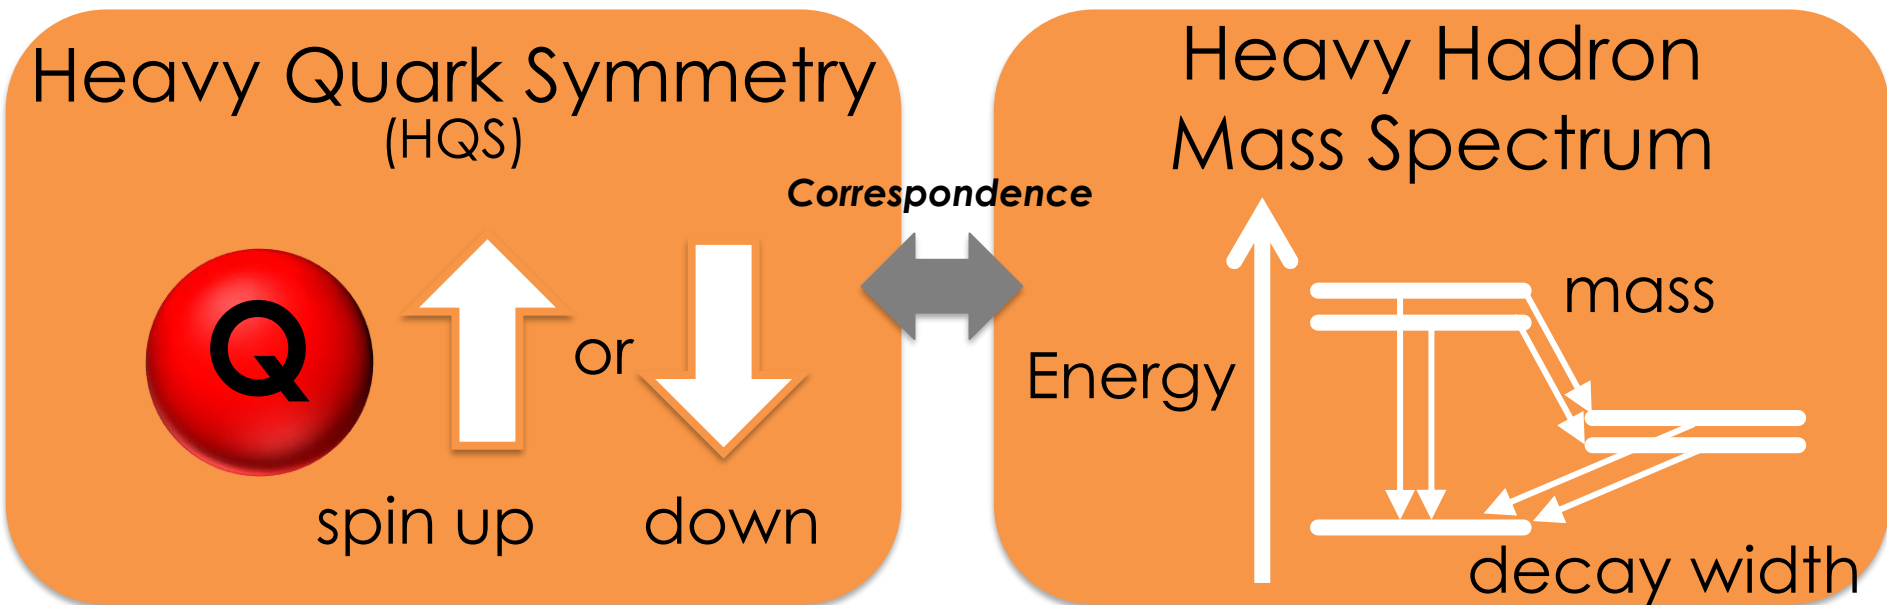 Heavy Quark Symmetry
(HQS)
Q
or
spin up
down
Correspondence
Heavy Hadron
Mass Spectrum
mass
Energy
decay width